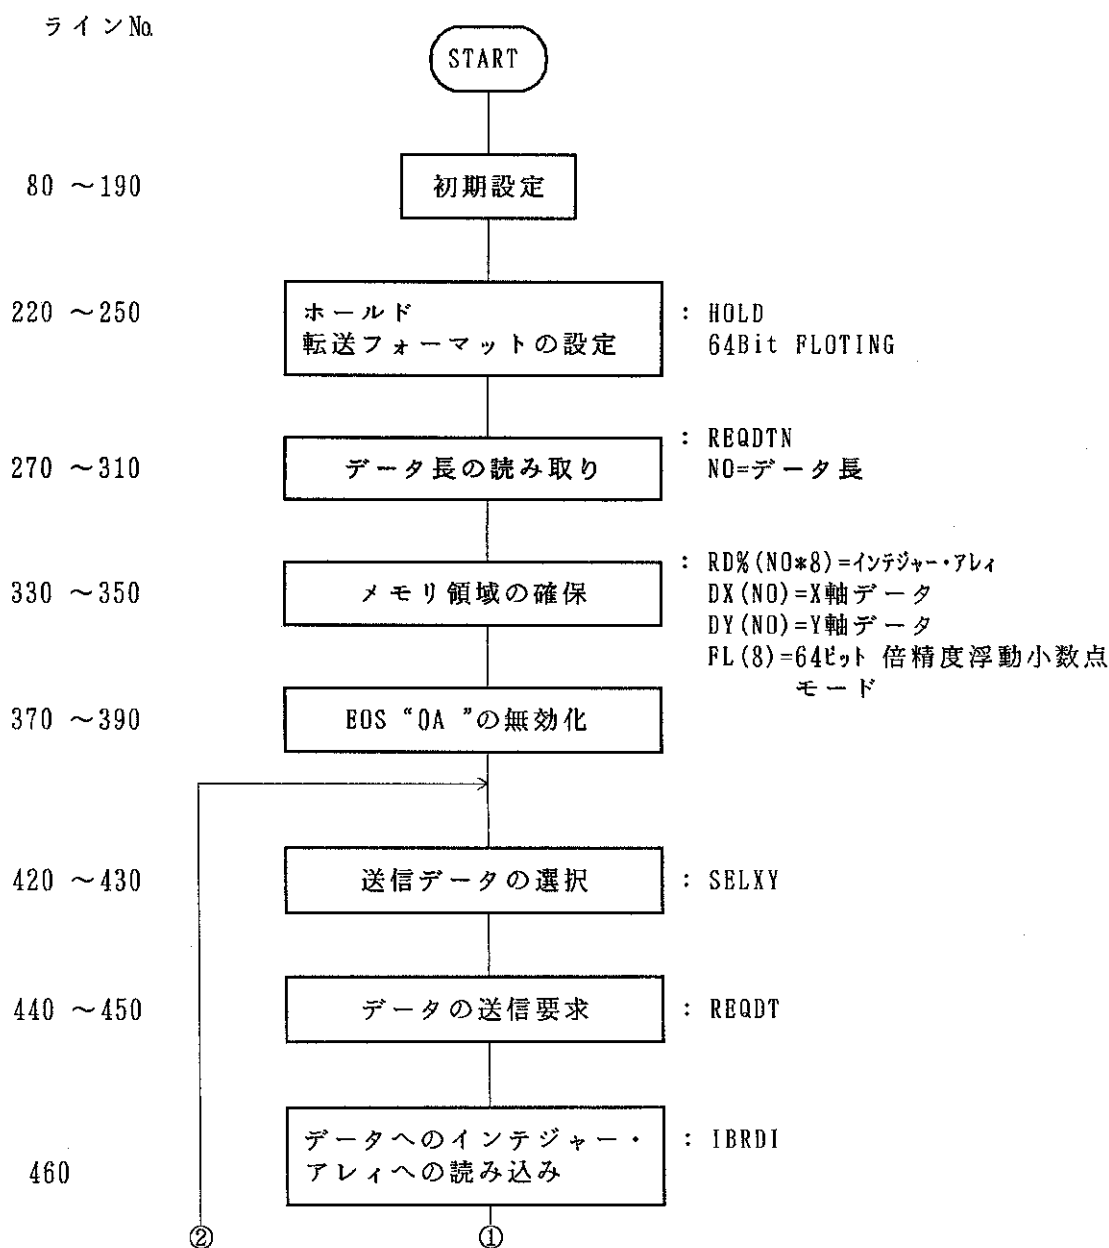 ラインNo.
START
80 ～190
初期設定
220 ～250
ホールド
転送フォーマットの設定
: HOLD
64Bit FLOTING
270 ～310
データ長の読み取り
: REQDTN
NO=データ長
330 ～350
メモリ領域の確保
: RD%(NO*8)=インテジャー・アレィ
DX(NO)=X軸データ
DY(NO)=Y軸データ
FL(8)=64ビット 倍精度浮動小数点
モード
370 ～390
EOS “0A ”の無効化
420 ～430
送信データの選択
: SELXY
440 ～450
データの送信要求
: REQDT
460
データへのインテジャー・
アレィへの読み込み
: IBRDI
②
①